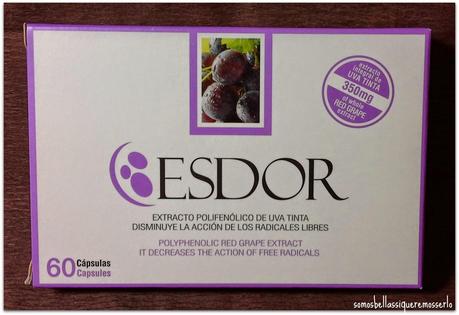 extracto
integral de
UVA TINTA
350mg
of whole
RED GRAPE
extract
ESDOR
EXTRACTO POLIFENÓLICO DE UVA TINTA
DISMINUYE LA ACCIÓN DE LOS RADICALES LIBRES
POLYPHENOLIC RED GRAPE EXTRACT
IT DECREASES THE ACTION OF FREE RADICALS
60 Cápsulas
Capsules
somosbellassiqueremosserlo